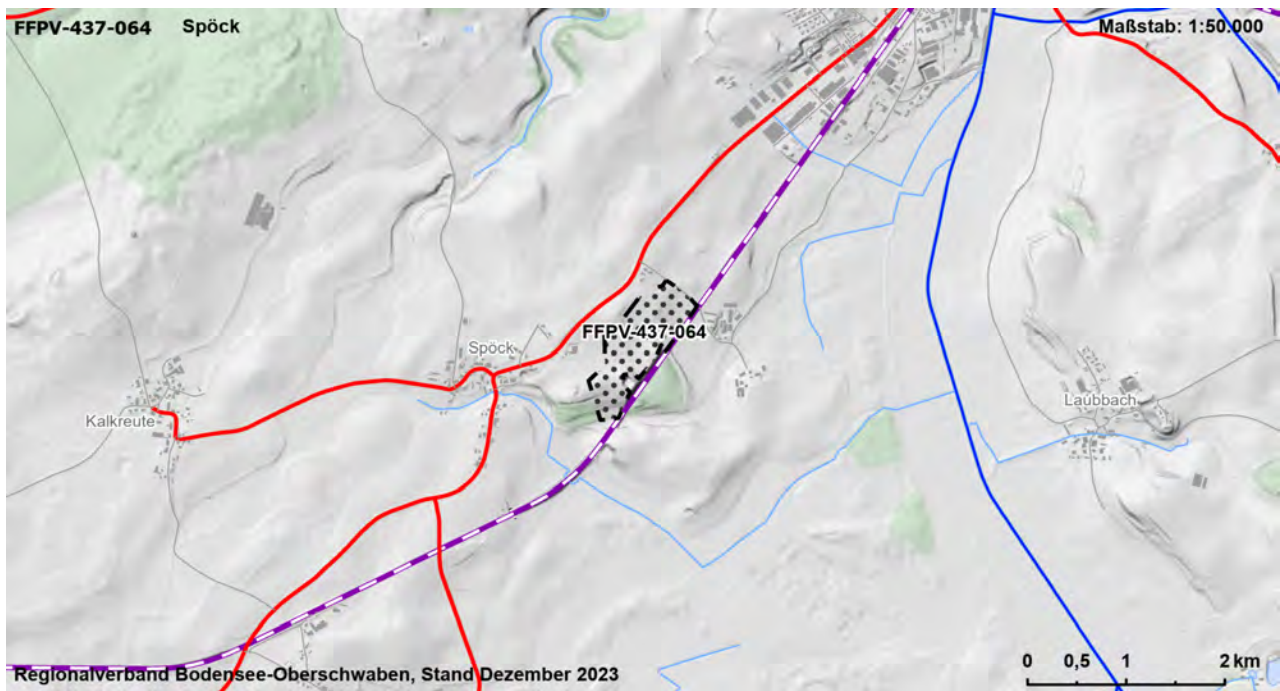 FFPV-437-064 Spöck
Maßstab: 1:50.000
FFPV-437-064
Spöck
Kalkreute
Laubbach
Regionalverband Bodensee-Oberschwaben, Stand Dezember 2023
0 0,5 1 2 km